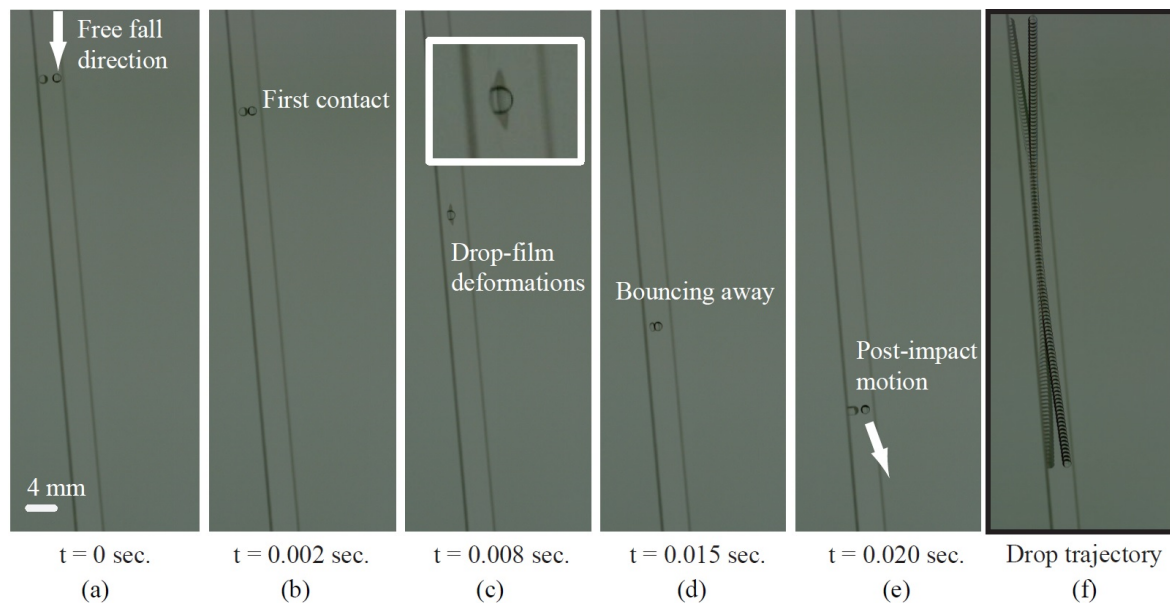 Free fall
direction
4 mm
t = 0 sec.
(a)
First contact
t = 0.002 sec.
(b)
Drop-film
deformations
t = 0.008 sec.
(c)
Bouncing away
t = 0.015 sec.
(d)
Post-impact
motion
t = 0.020 sec.
(e)
Drop trajectory
(f)